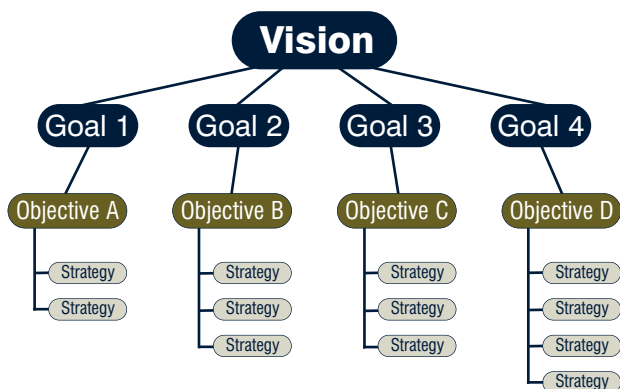 Vision
Goal 1 Goal 2 Goal 3 Goal 4
Objective A Objective B Objective C Objective D
Strategy Strategy Strategy Strategy
Strategy Strategy Strategy Strategy
Strategy Strategy Strategy
Strategy